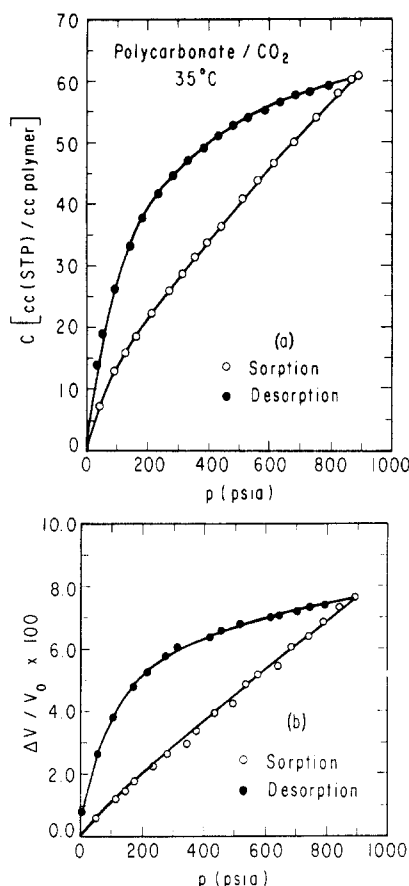 Polycarbonate / CO2
35°C
C [cc(STP)/cc polymer]
70
60
50
40
30
20
10
0
(a)
○ Sorption
● Desorption
0 200 400 600 800 1000
p (psia)
ΔV / V0 x 100
10.0
8.0
6.0
4.0
2.0
0.0
(b)
○ Sorption
● Desorption
0 200 400 600 800 1000
p (psia)